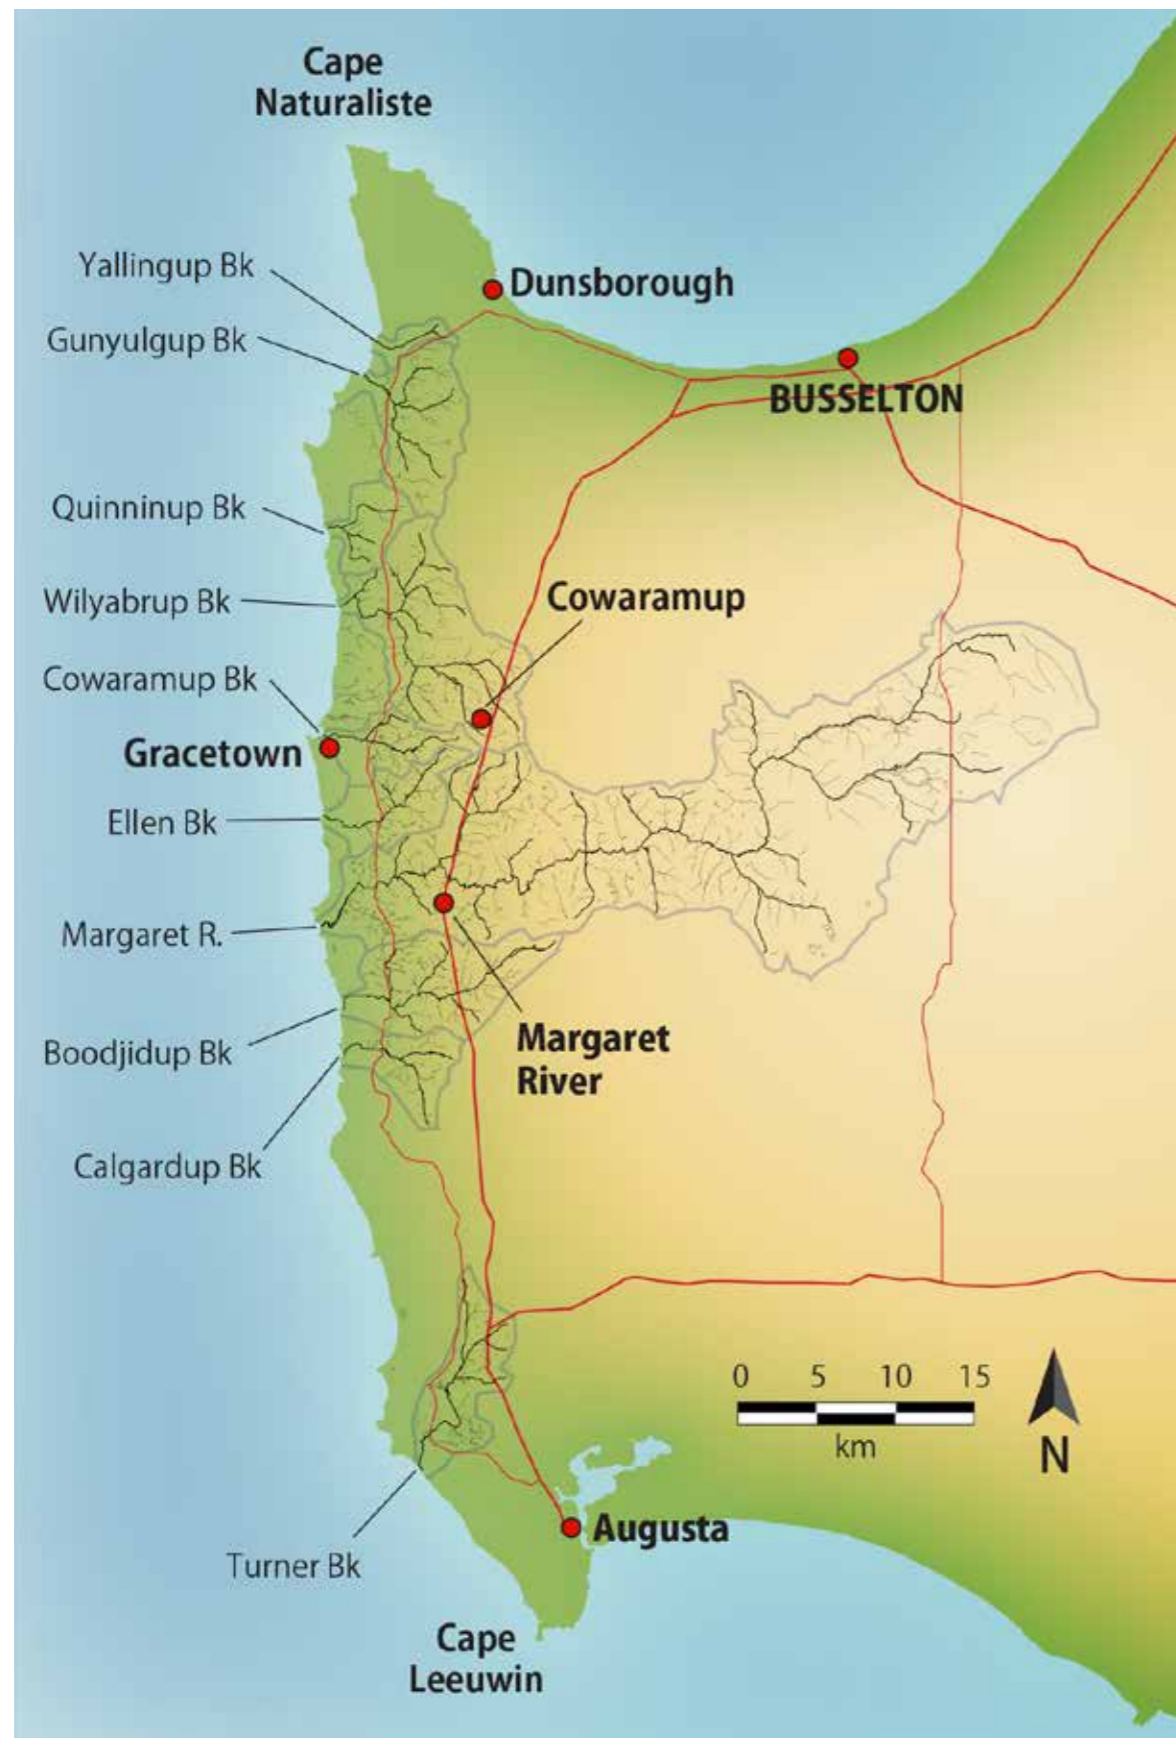 Cape
Naturaliste
Yallingup Bk
Dunsborough
Gunyulgup Bk
BUSSELTON
Quinninup Bk
Wilyabrup Bk
Cowaramup
Cowaramup Bk
Gracetown
Ellen Bk
Margaret R.
Margaret
River
Boodjidup Bk
Calgardup Bk
0 5 10 15
km
N
Augusta
Turner Bk
Cape
Leeuwin